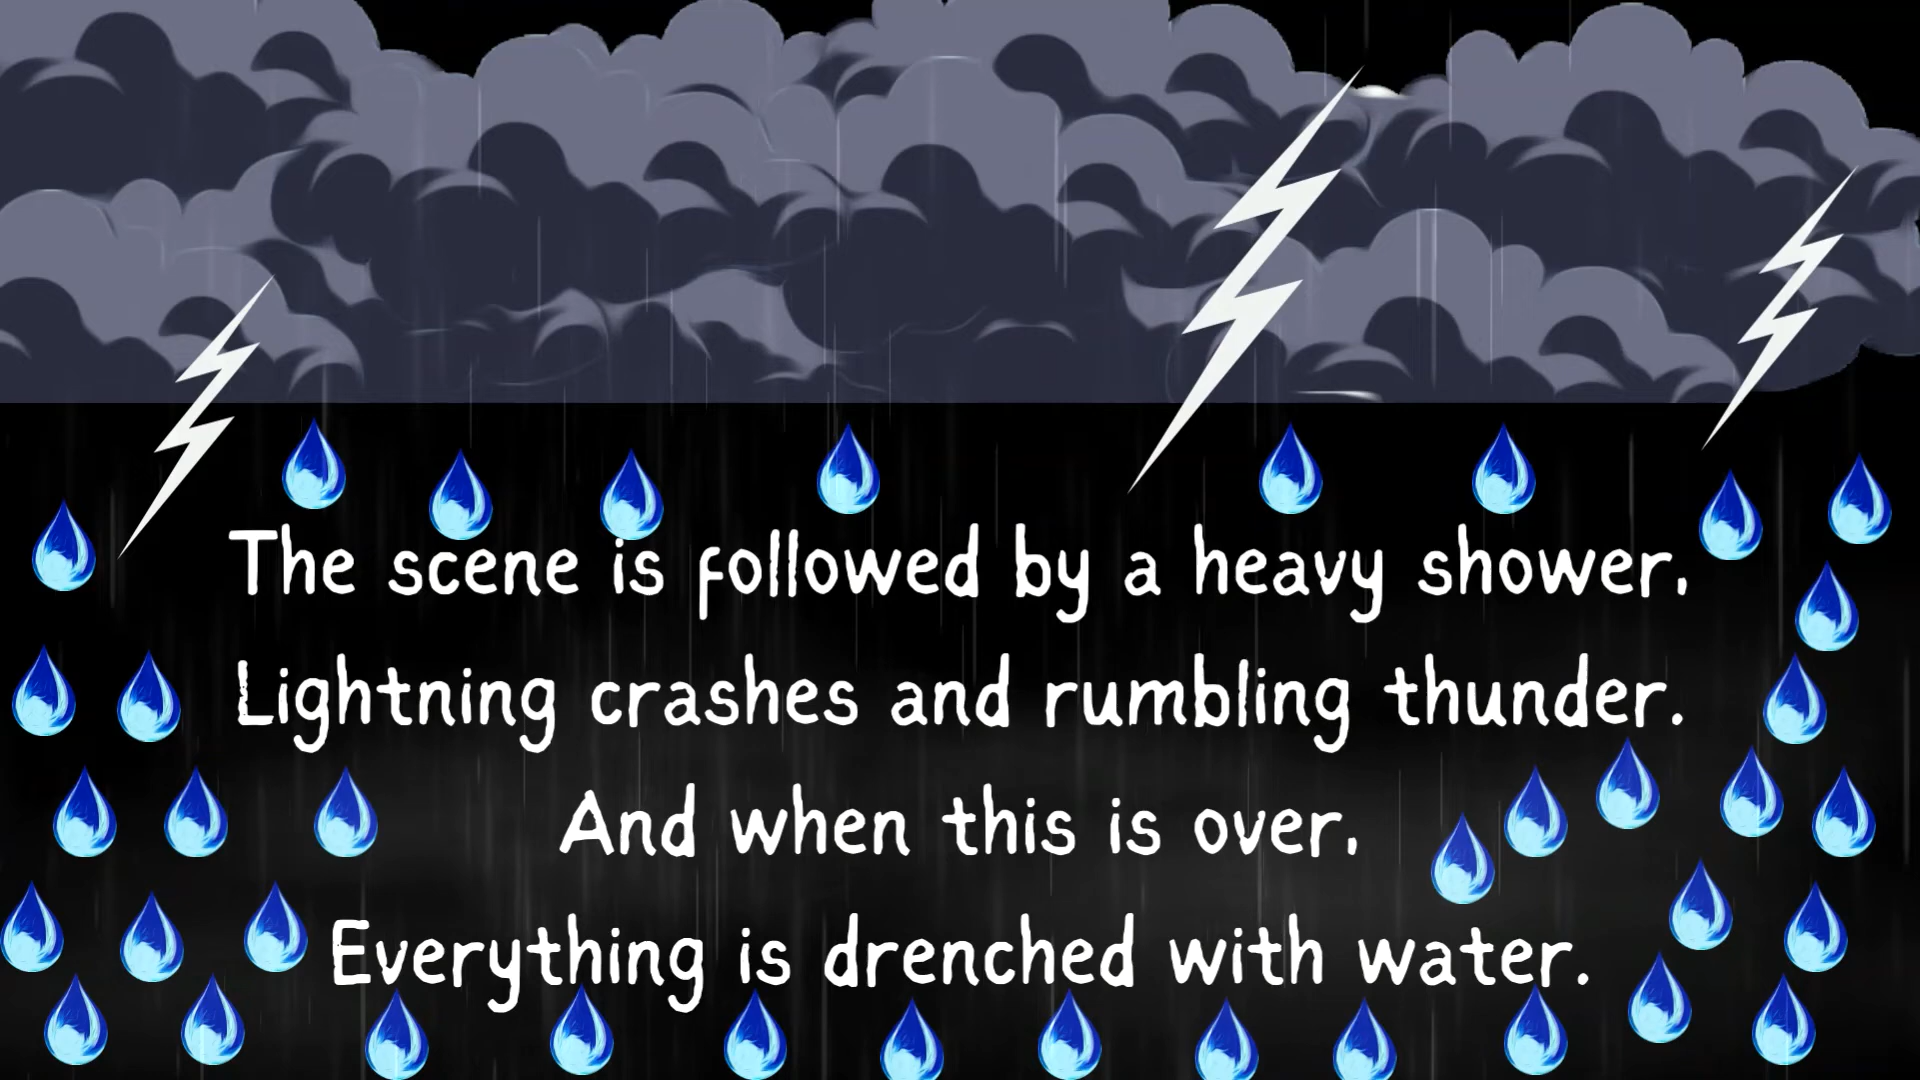 The scene is followed by a heavy shower,
Lightning crashes and rumbling thunder.
And when this is over,
Everything is drenched with water.